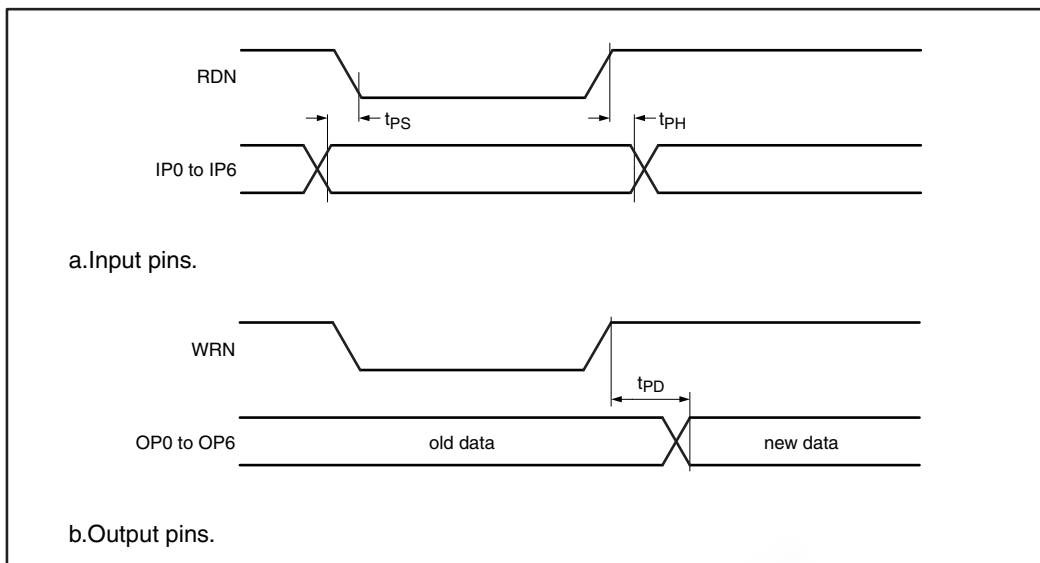 RDN
tPS
tPH
IP0 to IP6
a.Input pins.
WRN
tPD
OP0 to OP6
old data
new data
b.Output pins.